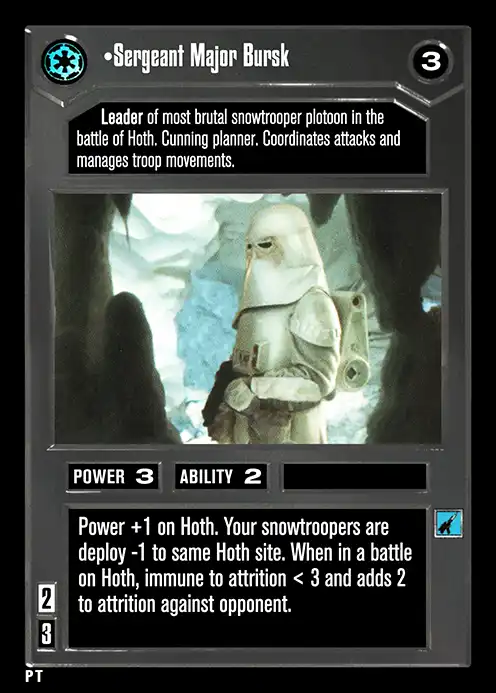 •Sergeant Major Bursk
3
Leader of most brutal snowtrooper plotoon in the
battle of Hoth. Cunning planner. Coordinates attacks and
manages troop movements.
POWER 3 ABILITY 2
Power +1 on Hoth. Your snowtroopers are
deploy -1 to same Hoth site. When in a battle
on Hoth, immune to attrition < 3 and adds 2
to attrition against opponent.
2
3
PT